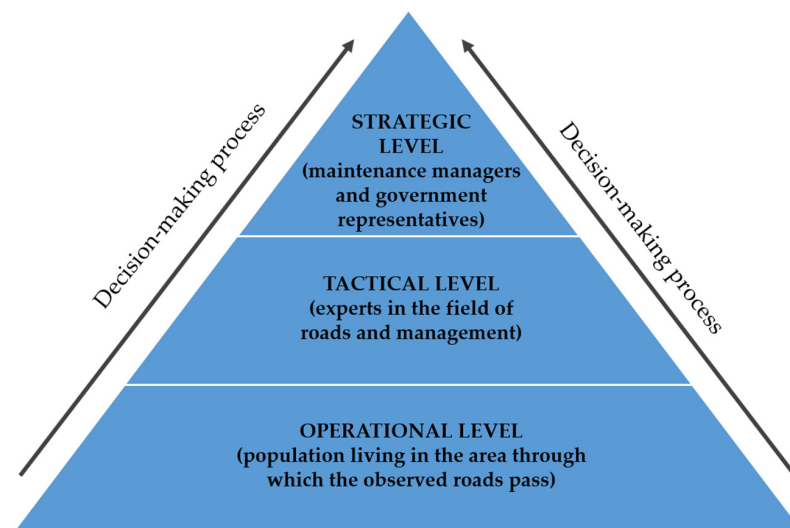 Decision-making process
Decision-making process
STRATEGIC
LEVEL
(maintenance managers
and government
representatives)
TACTICAL LEVEL
(experts in the field of
roads and management)
OPERATIONAL LEVEL
(population living in the area through
which the observed roads pass)